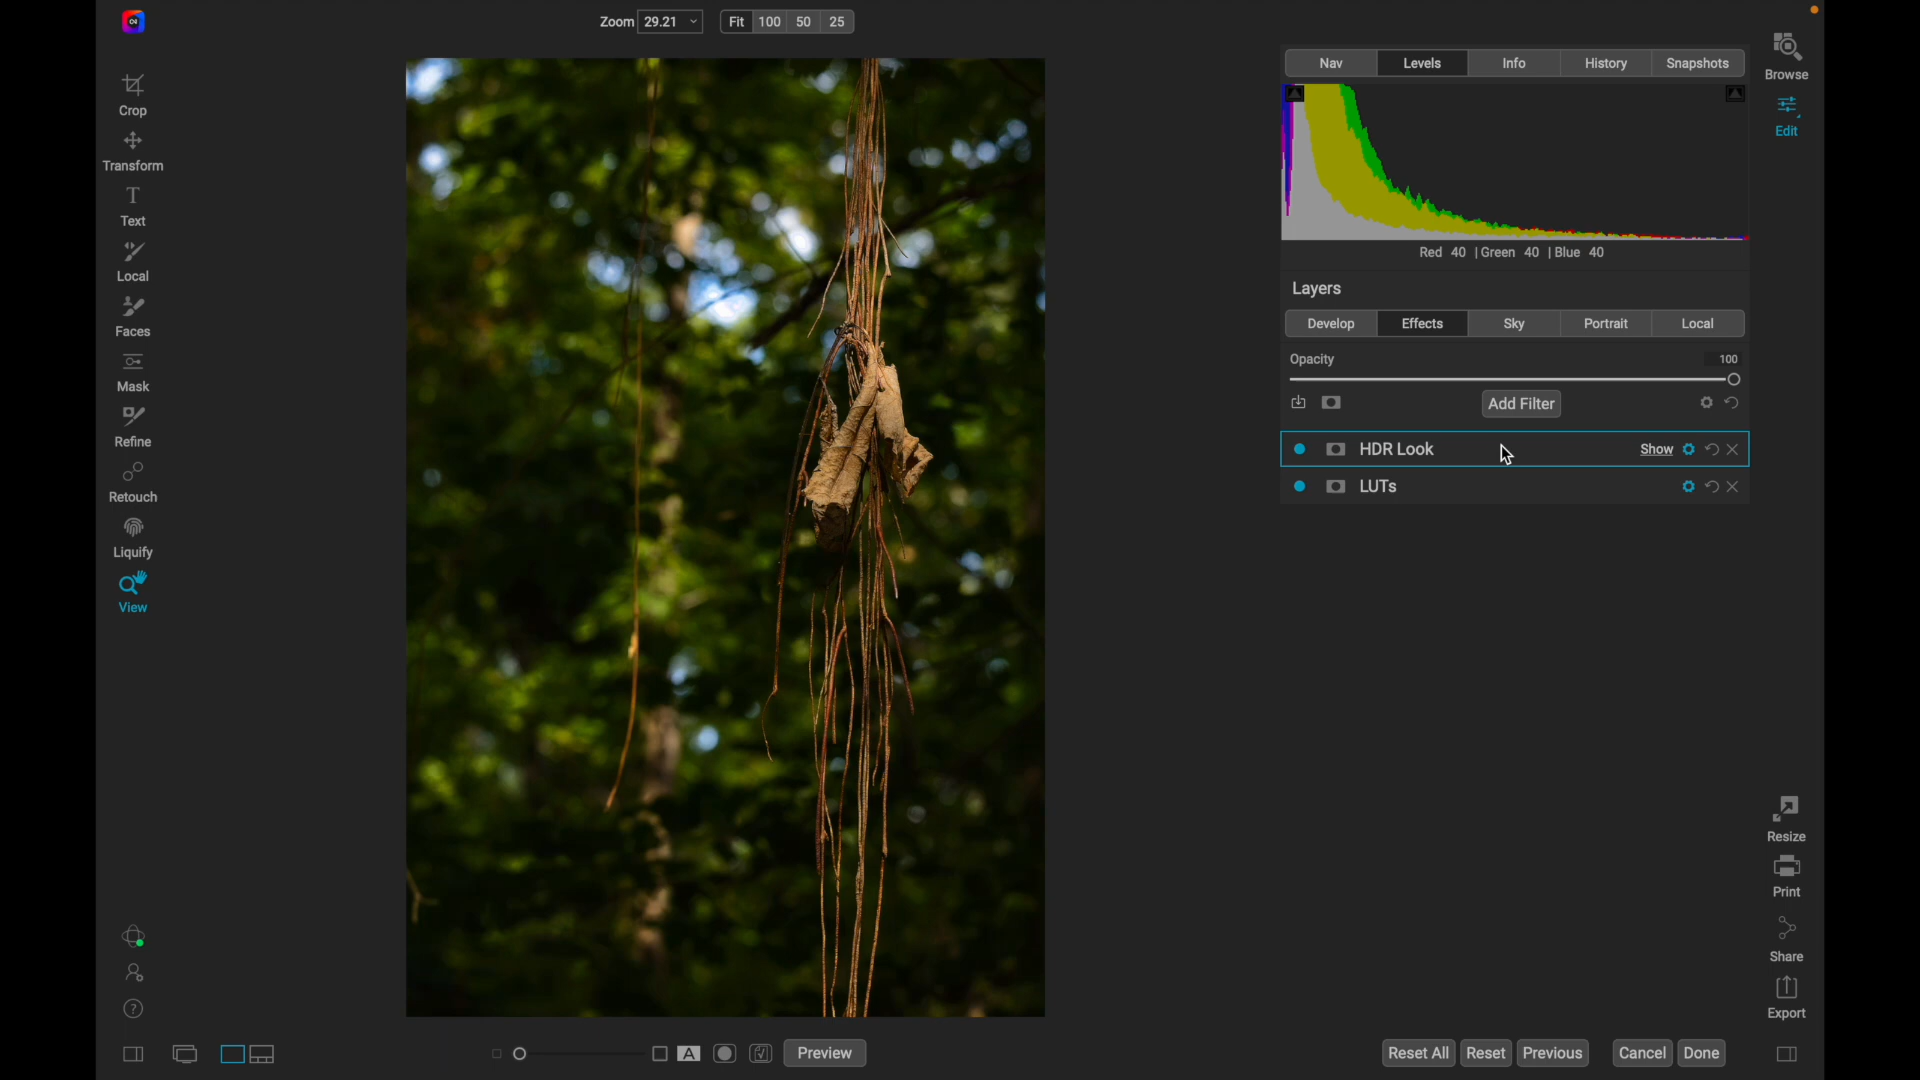 Zoom 29.21 Fit 100 50 25
Crop
Transform
T
Text
Local
Faces
Mask
Refine
Retouch
Liquify
View
Nav Levels Info History Snapshots
Red 40 | Green 40 | Blue 40
Layers
Develop Effects Sky Portrait Local
Opacity 100
Add Filter
HDR Look Show
LUTs
Browse
Edit
Resize
Print
Share
Export
?
A Preview
Reset All Reset Previous Cancel Done